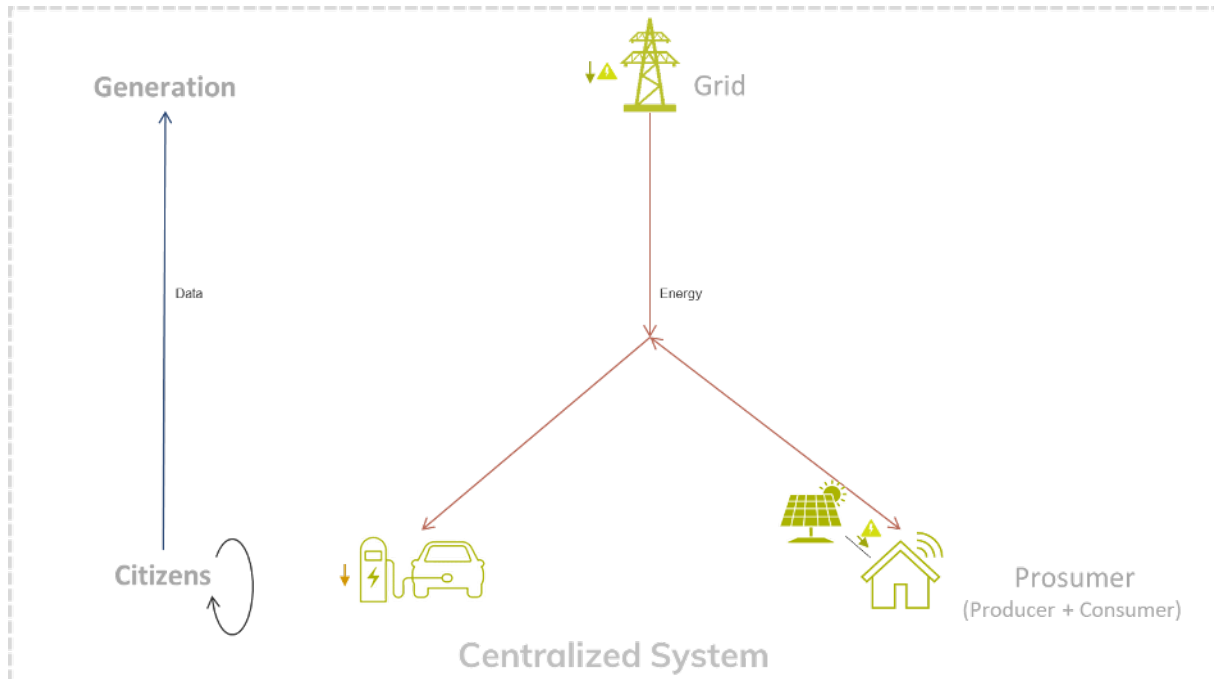 Generation
Grid
Data
Energy
Citizens
Prosumer
(Producer + Consumer)
Centralized System